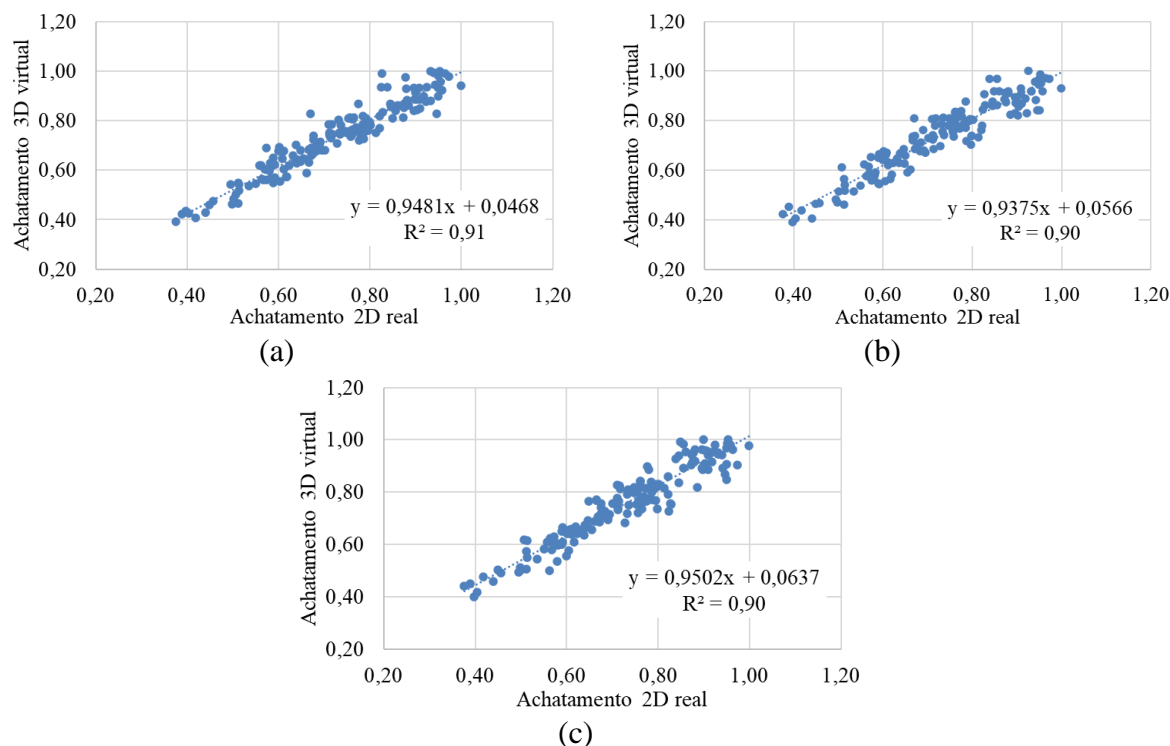 1,20
1,00
0,80
0,60
0,40
0,20
Achatamento 3D virtual
y = 0,9481x + 0,0468
R² = 0,91
0,20 0,40 0,60 0,80 1,00 1,20
Achatamento 2D real
(a)
1,20
1,00
0,80
0,60
0,40
0,20
Achatamento 3D virtual
y = 0,9375x + 0,0566
R² = 0,90
0,20 0,40 0,60 0,80 1,00 1,20
Achatamento 2D real
(b)
1,20
1,00
0,80
0,60
0,40
0,20
Achatamento 3D virtual
y = 0,9502x + 0,0637
R² = 0,90
0,20 0,40 0,60 0,80 1,00 1,20
Achatamento 2D real
(c)